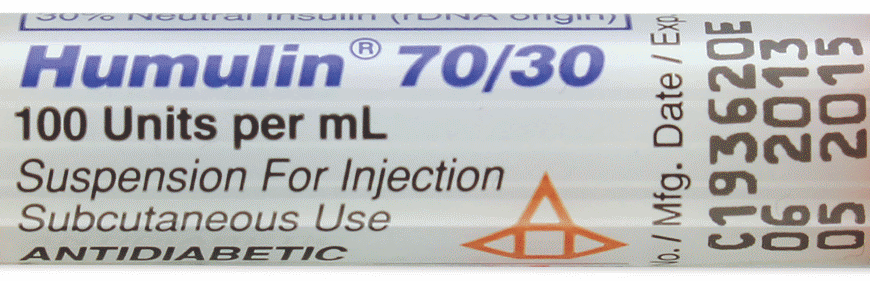 30% Neutral Insulin (rDNA origin)
Humulin® 70/30
100 Units per mL
Suspension For Injection
Subcutaneous Use
ANTIDIABETIC
No. / Mfg. Date / Exp.
C193620E
06 2013
05 2015